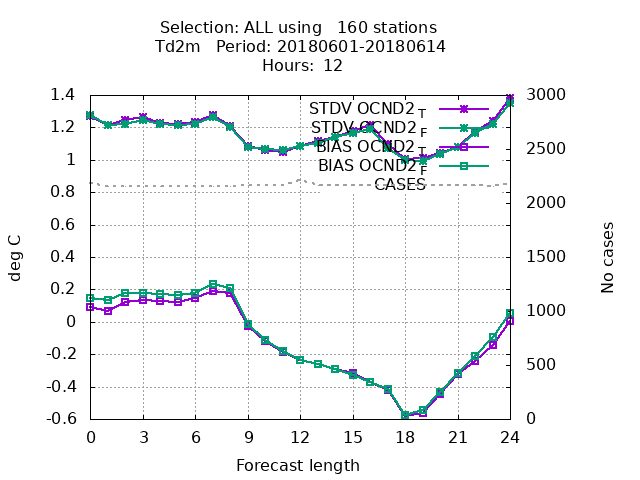 Selection: ALL using   160 stations
Td2m   Period: 20180601-20180614
Hours:  12
STDV OCND2 T
STDV OCND2 F
BIAS OCND2 T
BIAS OCND2 F
CASES
1.4
1.2
1
0.8
0.6
0.4
0.2
0
-0.2
-0.4
-0.6
3000
2500
2000
1500
1000
500
0
deg C
No cases
0 3 6 9 12 15 18 21 24
Forecast length